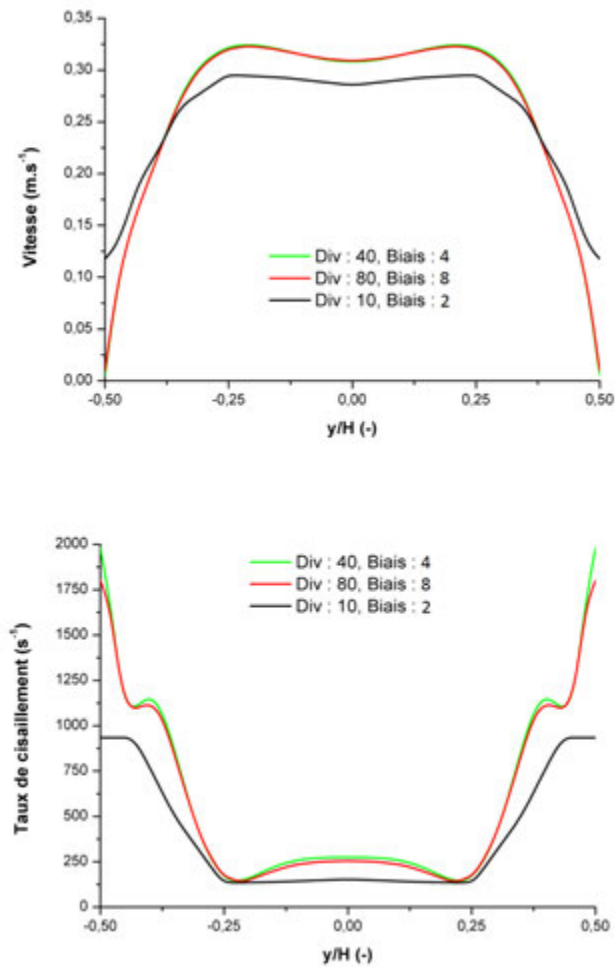 0,35
0,30
0,25
0,20
0,15
0,10
0,05
0,00
Vitesse (m.s⁻¹)
Div : 40, Biais : 4
Div : 80, Biais : 8
Div : 10, Biais : 2
-0,50 -0,25 0,00 0,25 0,50
y/H (-)
2000
1750
1500
1250
1000
750
500
250
0
Taux de cisaillement (s⁻¹)
Div : 40, Biais : 4
Div : 80, Biais : 8
Div : 10, Biais : 2
-0,50 -0,25 0,00 0,25 0,50
y/H (-)